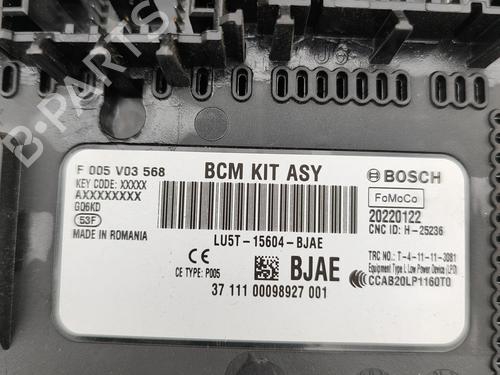 B-PARTS
J6
F 005 V03 568
BCM KIT ASY
BOSCH
KEY CODE: XXXXX
AXXXXXXXX
GQ6KD
53F
MADE IN ROMANIA
FoMoCo
20220122
CNC ID: H-25236
LU5T-15604-BJAE
CE TYPE: P005
BJAE
37 111 00098927 001
TRC NO.: T-4-11-11-3081
Equipment Type I, Low Power Device (LPD)
CCAB20LP1160T0